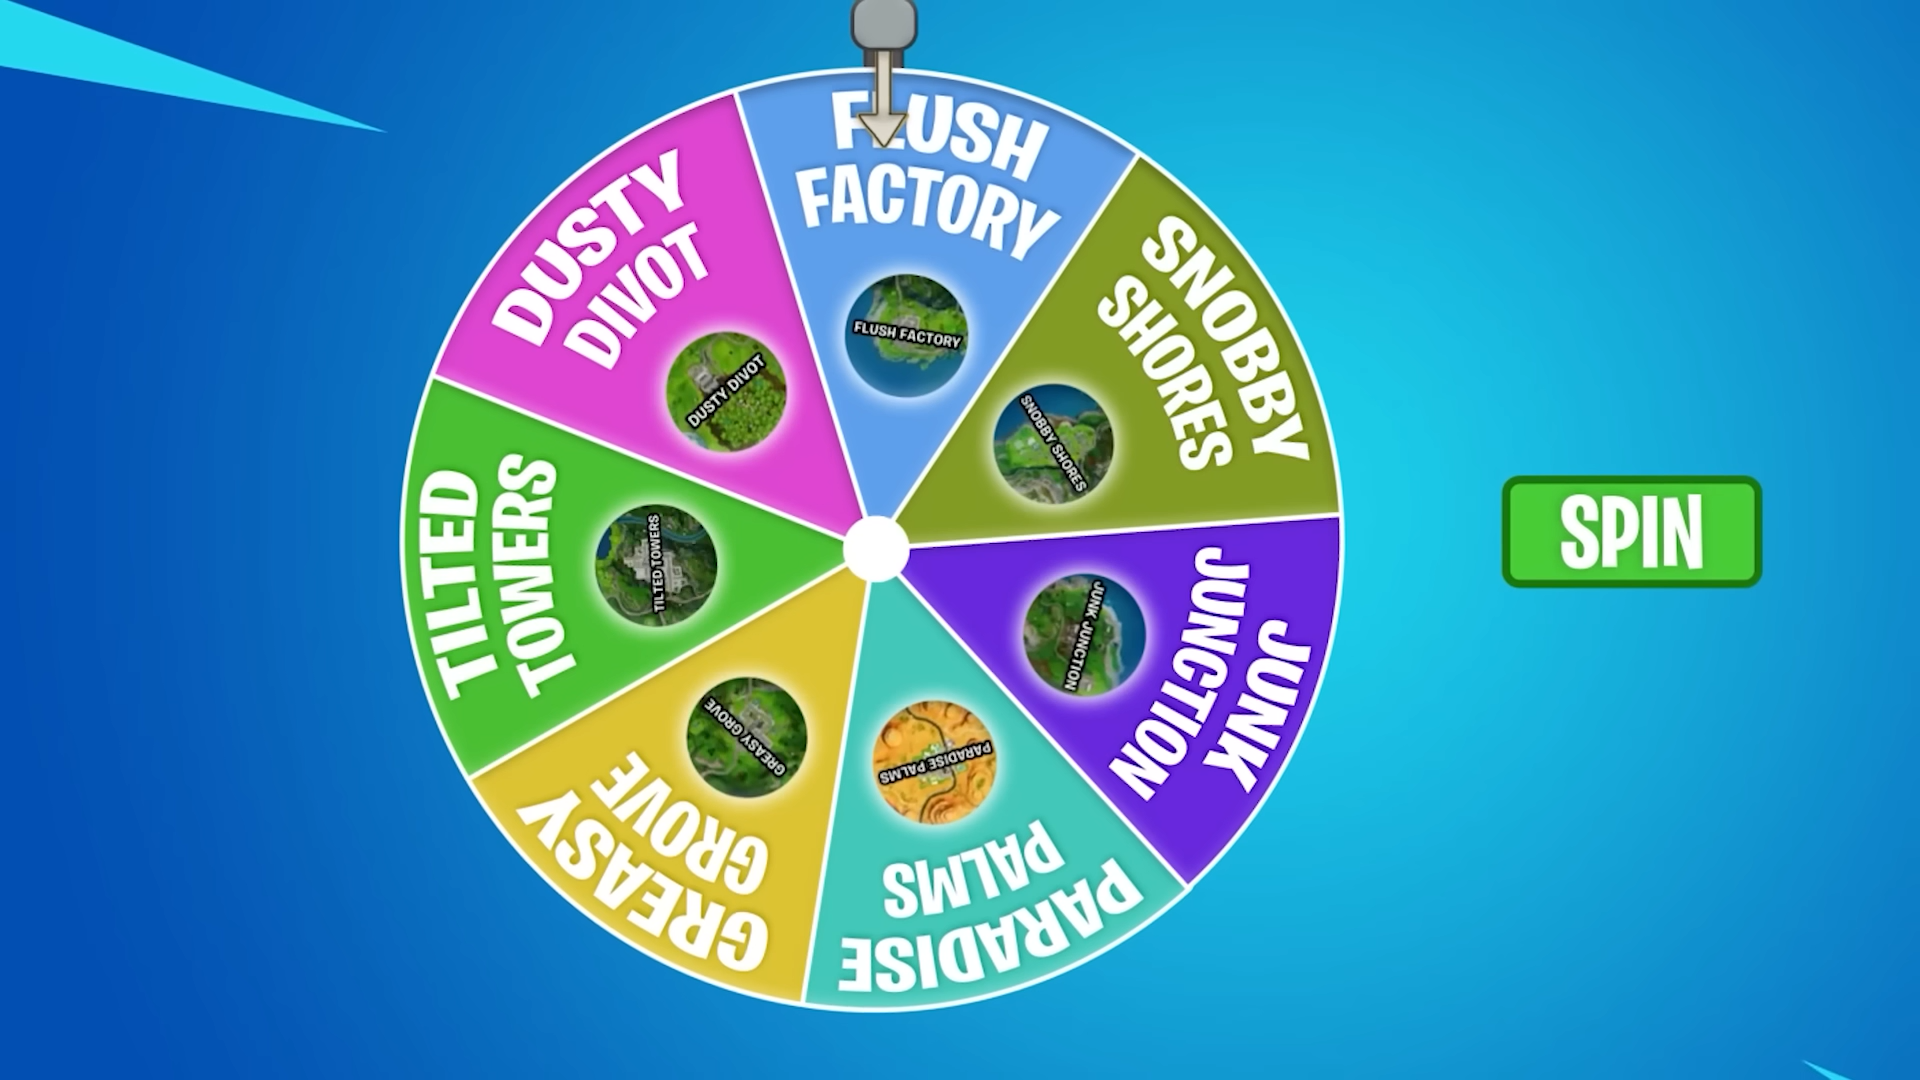 FLUSH
FACTORY
FLUSH FACTORY
SNOBBY
SHORES
SNOBBY SHORES
JUNK
JUNCTION
JUNK JUNCTION
PARADISE
PALMS
PARADISE PALMS
GREASY
GROVE
GREASY GROVE
TILTED
TOWERS
TILTED TOWERS
DUSTY
DIVOT
DUSTY DIVOT
SPIN